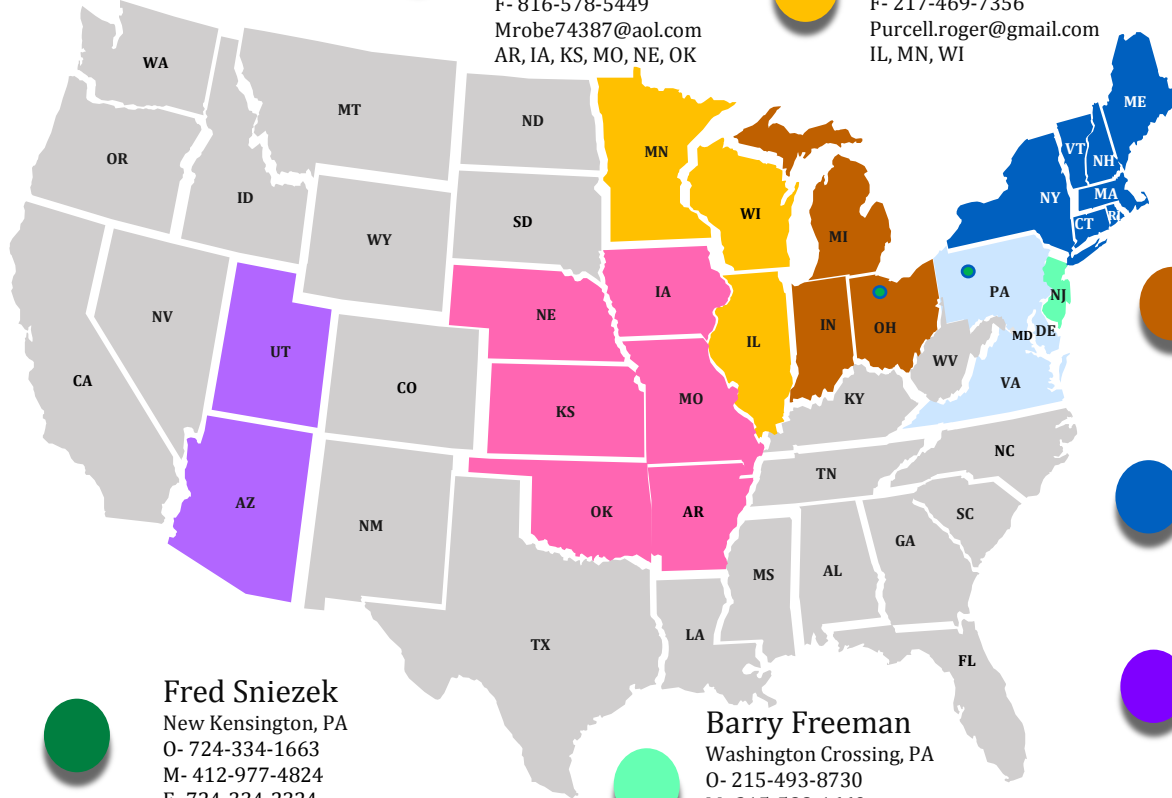 F- 816-578-5449
Mrobe74387@aol.com
AR, IA, KS, MO, NE, OK
F- 217-469-7356
Purcell.roger@gmail.com
IL, MN, WI
WA
MT
ND
MN
ME
OR
ID
SD
WI
VT
NH
NY
MA
WY
MI
CT
RI
NV
NE
IA
PA
NJ
UT
IL
IN
OH
MD
DE
CA
CO
KS
MO
WV
KY
VA
AZ
NM
OK
AR
TN
NC
SC
GA
MS
AL
TX
LA
FL
Fred Sniezek
New Kensington, PA
O- 724-334-1663
M- 412-977-4824
Barry Freeman
Washington Crossing, PA
O- 215-493-8730